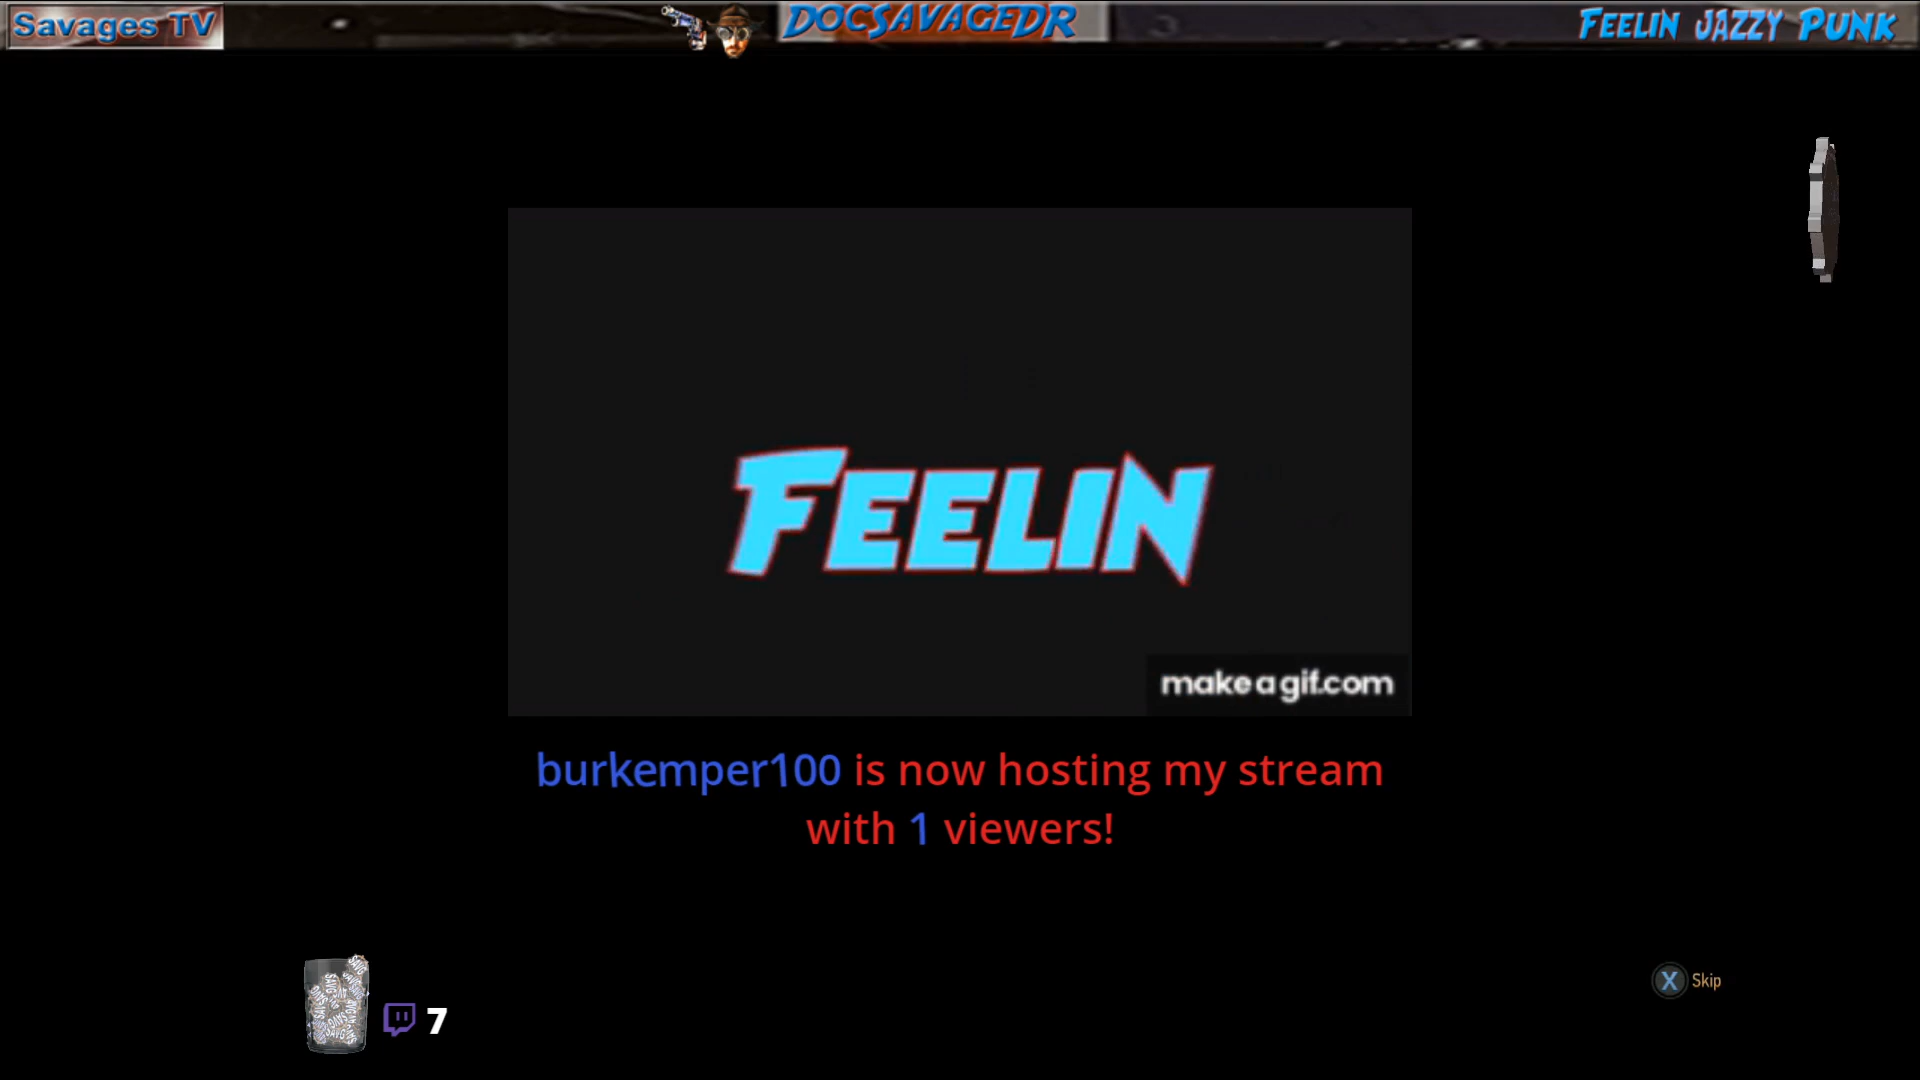 Savages TV
DOCSAVAGEDR
FEELIN JAZZY PUNK
FEELIN
makeagif.com
burkemper100 is now hosting my stream
with 1 viewers!
7
X Skip